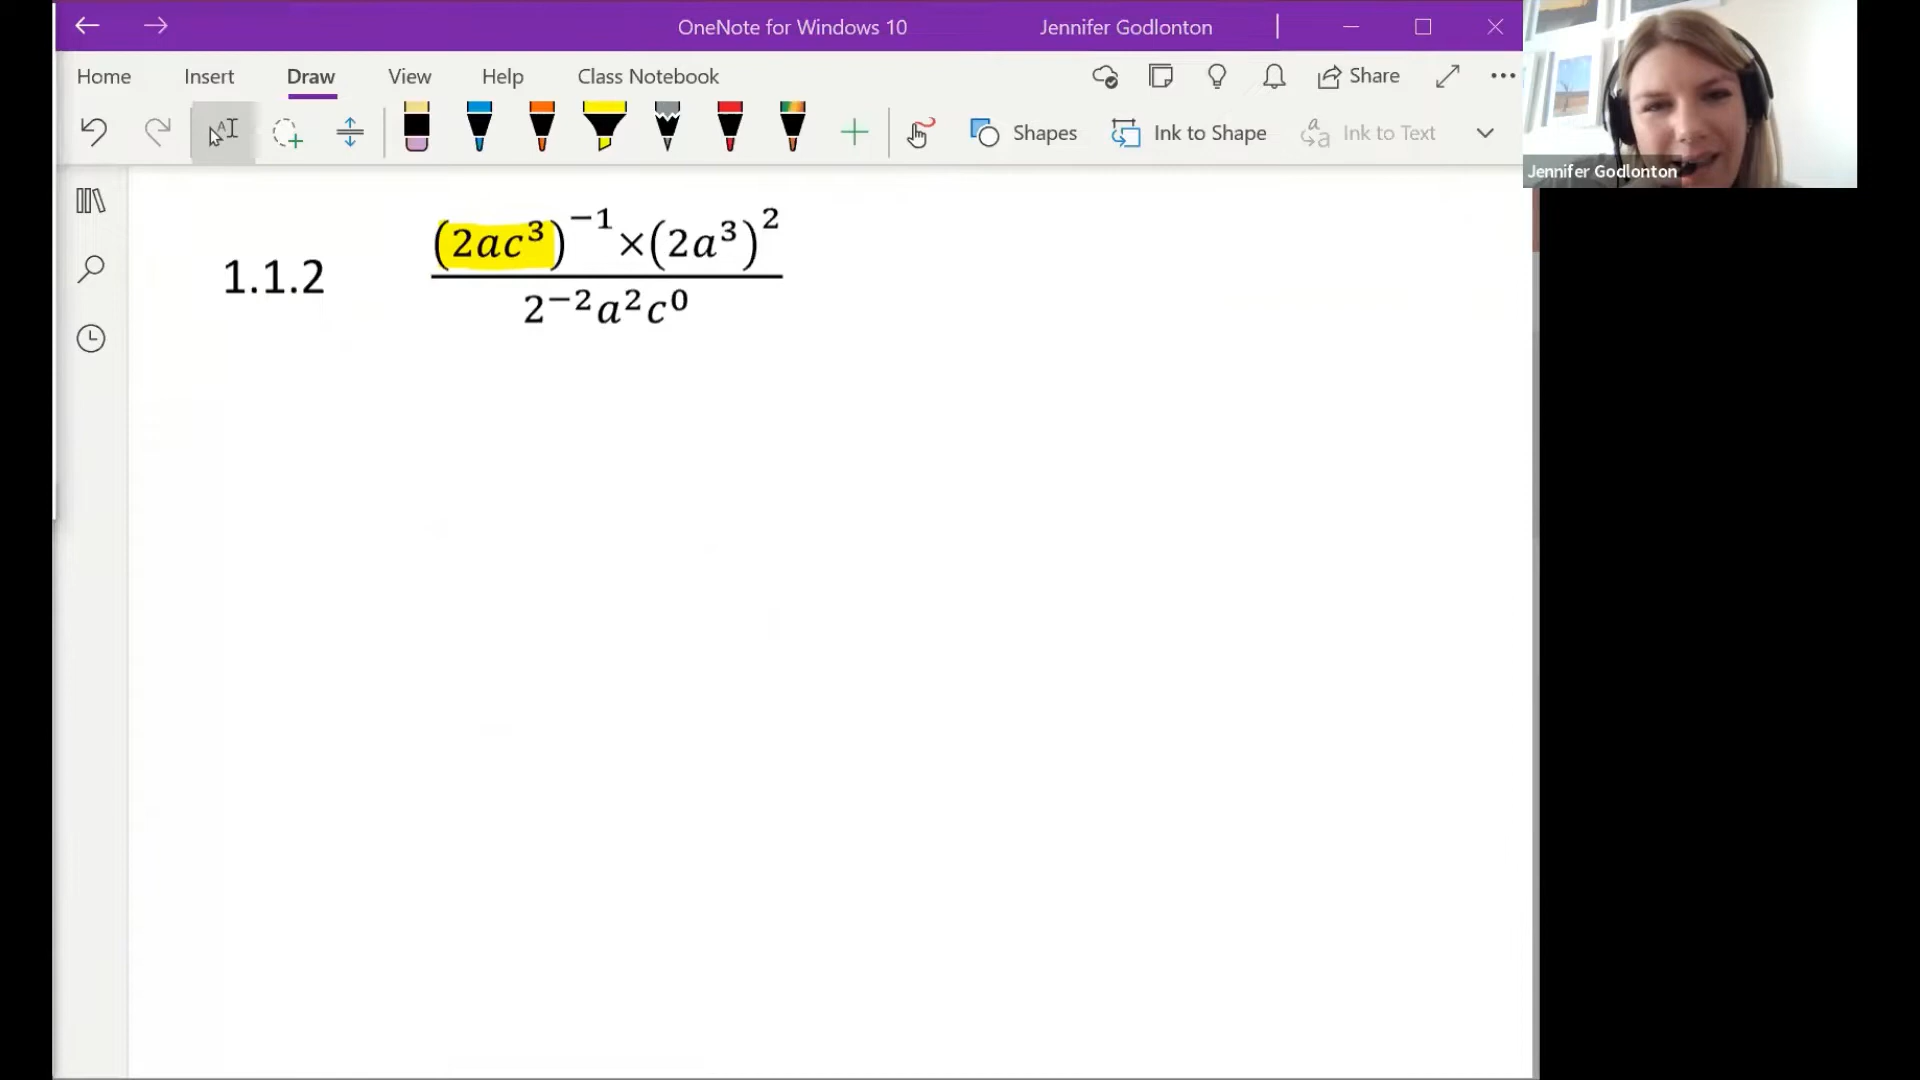 OneNote for Windows 10 Jennifer Godlonton
Home Insert Draw View Help Class Notebook Share
Shapes Ink to Shape Ink to Text
Jennifer Godlonton
1.1.2 (2ac³)⁻¹×(2a³)²
2⁻²a²c⁰